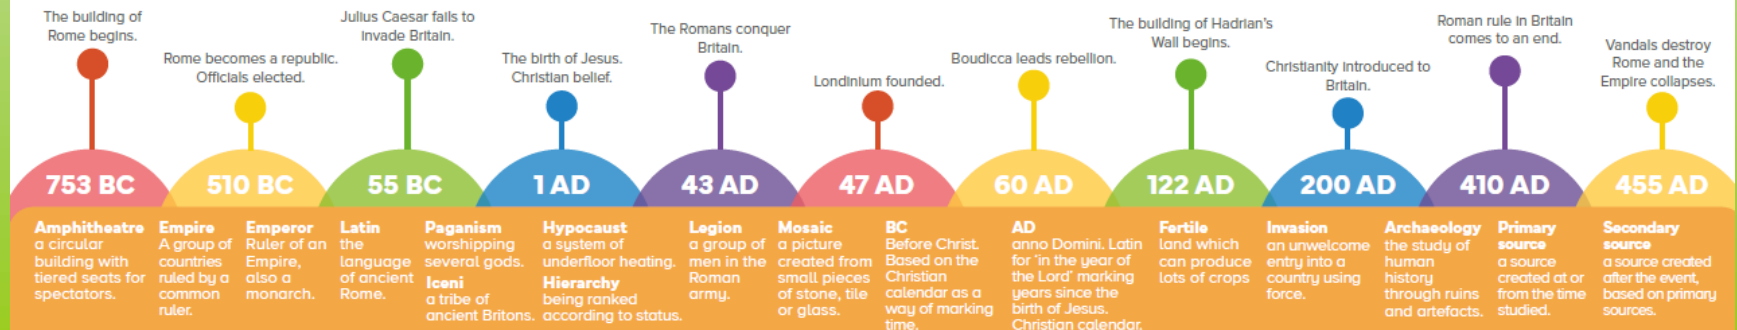 The building of
Rome begins.
Rome becomes a republic.
Officials elected.
Julius Caesar fails to
invade Britain.
The birth of Jesus.
Christian belief.
The Romans conquer
Britain.
Londinium founded.
Boudicca leads rebellion.
The building of Hadrian's
Wall begins.
Christianity introduced to
Britain.
Roman rule in Britain
comes to an end.
Vandals destroy
Rome and the
Empire collapses.
753 BC
510 BC
55 BC
1 AD
43 AD
47 AD
60 AD
122 AD
200 AD
410 AD
455 AD
Amphitheatre
a circular
building with
tiered seats for
spectators.
Empire
A group of
countries
ruled by a
common
ruler.
Emperor
Ruler of an
Empire,
also a
monarch.
Latin
the
language
of ancient
Rome.
Paganism
worshipping
several gods.
Iceni
a tribe of
ancient Britons.
Hypocaust
a system of
underfloor heating.
Hierarchy
being ranked
according to status.
Legion
a group of
men in the
Roman
army.
Mosaic
a picture
created from
small pieces
of stone, tile
or glass.
BC
Before Christ.
Based on the
Christian
calendar as a
way of marking
time.
AD
anno Domini. Latin
for 'in the year of
the Lord' marking
years since the
birth of Jesus.
Christian calendar.
Fertile
land which
can produce
lots of crops
Invasion
an unwelcome
entry into a
country using
force.
Archaeology
the study of
human
history
through ruins
and artefacts.
Primary
source
a source
created at or
from the time
studied.
Secondary
source
a source created
after the event,
based on primary
sources.